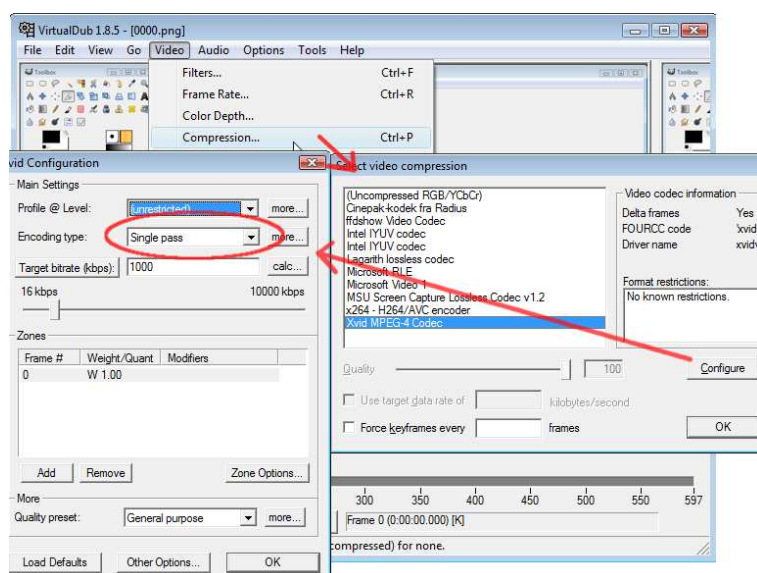 VirtualDub 1.8.5 - [0000.png]
File Edit View Go Video Audio Options Tools Help
Toolbox
Toolbox
Filters... Ctrl+F
Frame Rate... Ctrl+R
Color Depth...
Compression... Ctrl+P
vid Configuration
Main Settings
Profile @ Level: (unrestricted) more...
Encoding type: Single pass more...
Target bitrate (kbps): 1000 calc...
16 kbps 10000 kbps
Zones
Frame # Weight/Quant Modifiers
0 W 1.00
Add Remove Zone Options...
More
Quality preset: General purpose more...
Load Defaults Other Options... OK
Select video compression
(Uncompressed RGB/YCbCr)
Cinepak-kodek fra Radius
ffdshow Video Codec
Intel IYUV codec
Intel IYUV codec
Lagarith lossless codec
Microsoft RLE
Microsoft Video 1
MSU Screen Capture Lossless Codec v1.2
x264 - H264/AVC encoder
Xvid MPEG-4 Codec
Video codec information
Delta frames Yes
FOURCC code 'xvid
Driver name xvidv
Format restrictions:
No known restrictions.
Quality 100 Configure
Use target data rate of kilobytes/second
Force keyframes every frames OK
300 350 400 450 500 550 597
Frame 0 (0:00:00.000) [K]
compressed) for none.